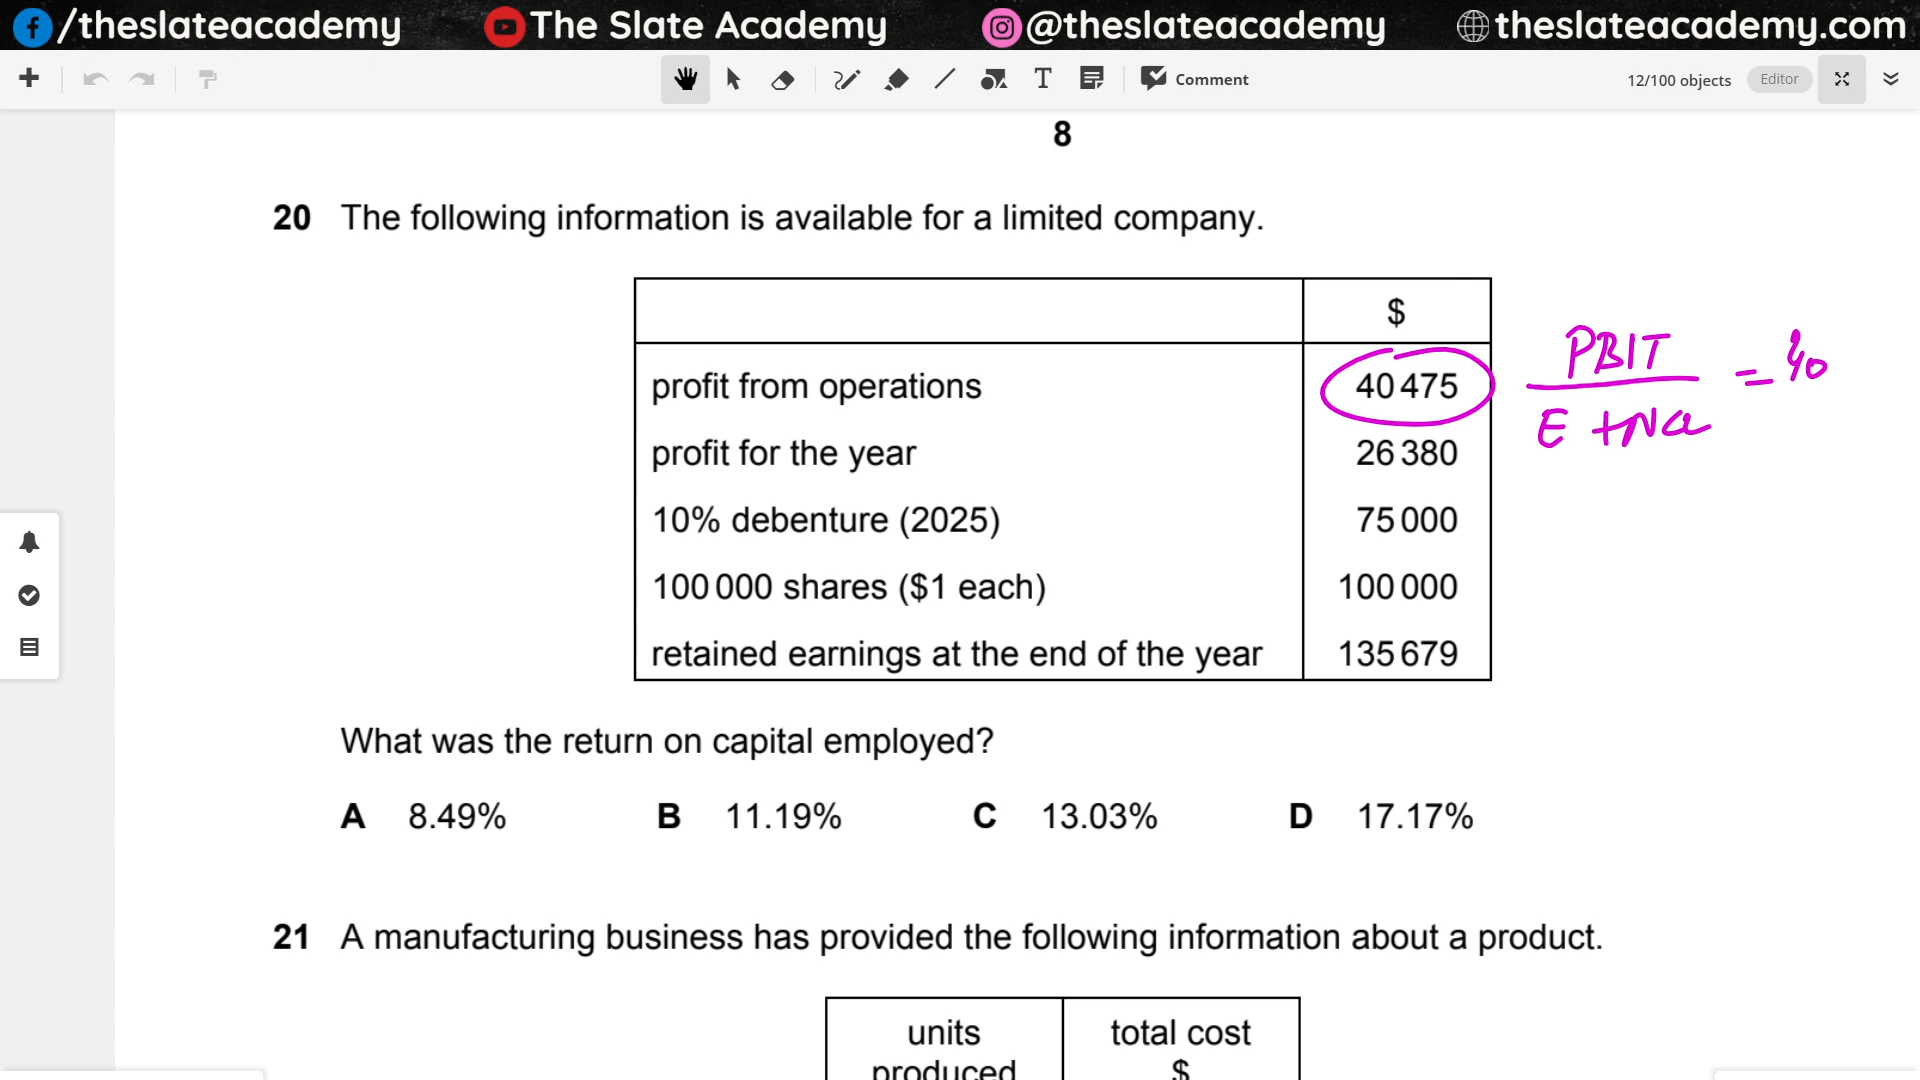 /theslateacademy The Slate Academy @theslateacademy theslateacademy.com
T Comment 12/100 objects Editor
8
20 The following information is available for a limited company.
$
profit from operations 40 475
profit for the year 26 380
10% debenture (2025) 75 000
100 000 shares ($1 each) 100 000
retained earnings at the end of the year 135 679
PBIT
=
E +NCL
What was the return on capital employed?
A 8.49% B 11.19% C 13.03% D 17.17%
21 A manufacturing business has provided the following information about a product.
units total cost
produced $